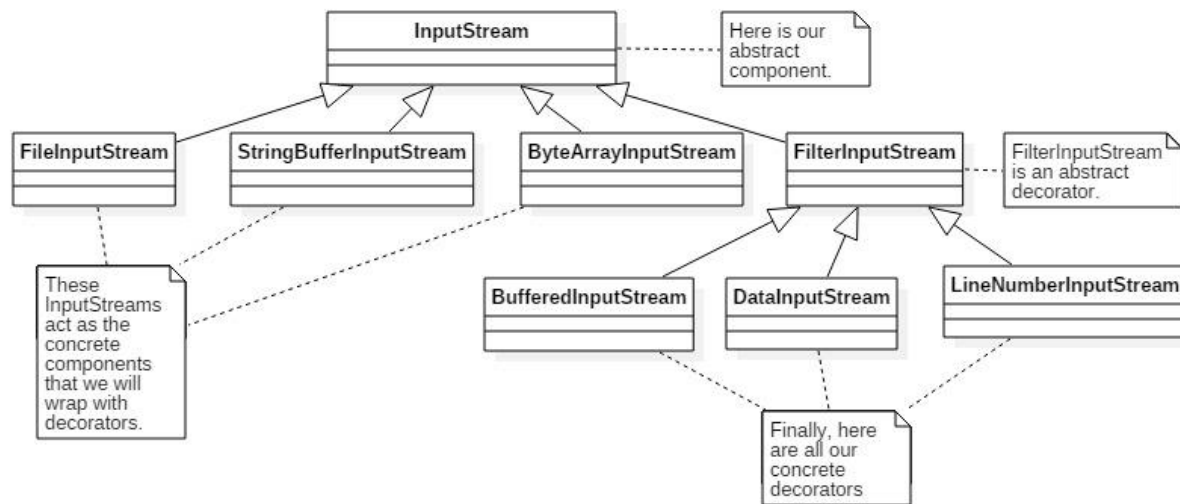 InputStream
Here is our
abstract
component.
FileInputStream
StringBufferInputStream
ByteArrayInputStream
FilterInputStream
FilterInputStream
is an abstract
decorator.
These
InputStreams
act as the
concrete
components
that we will
wrap with
decorators.
BufferedInputStream
DataInputStream
LineNumberInputStream
Finally, here
are all our
concrete
decorators